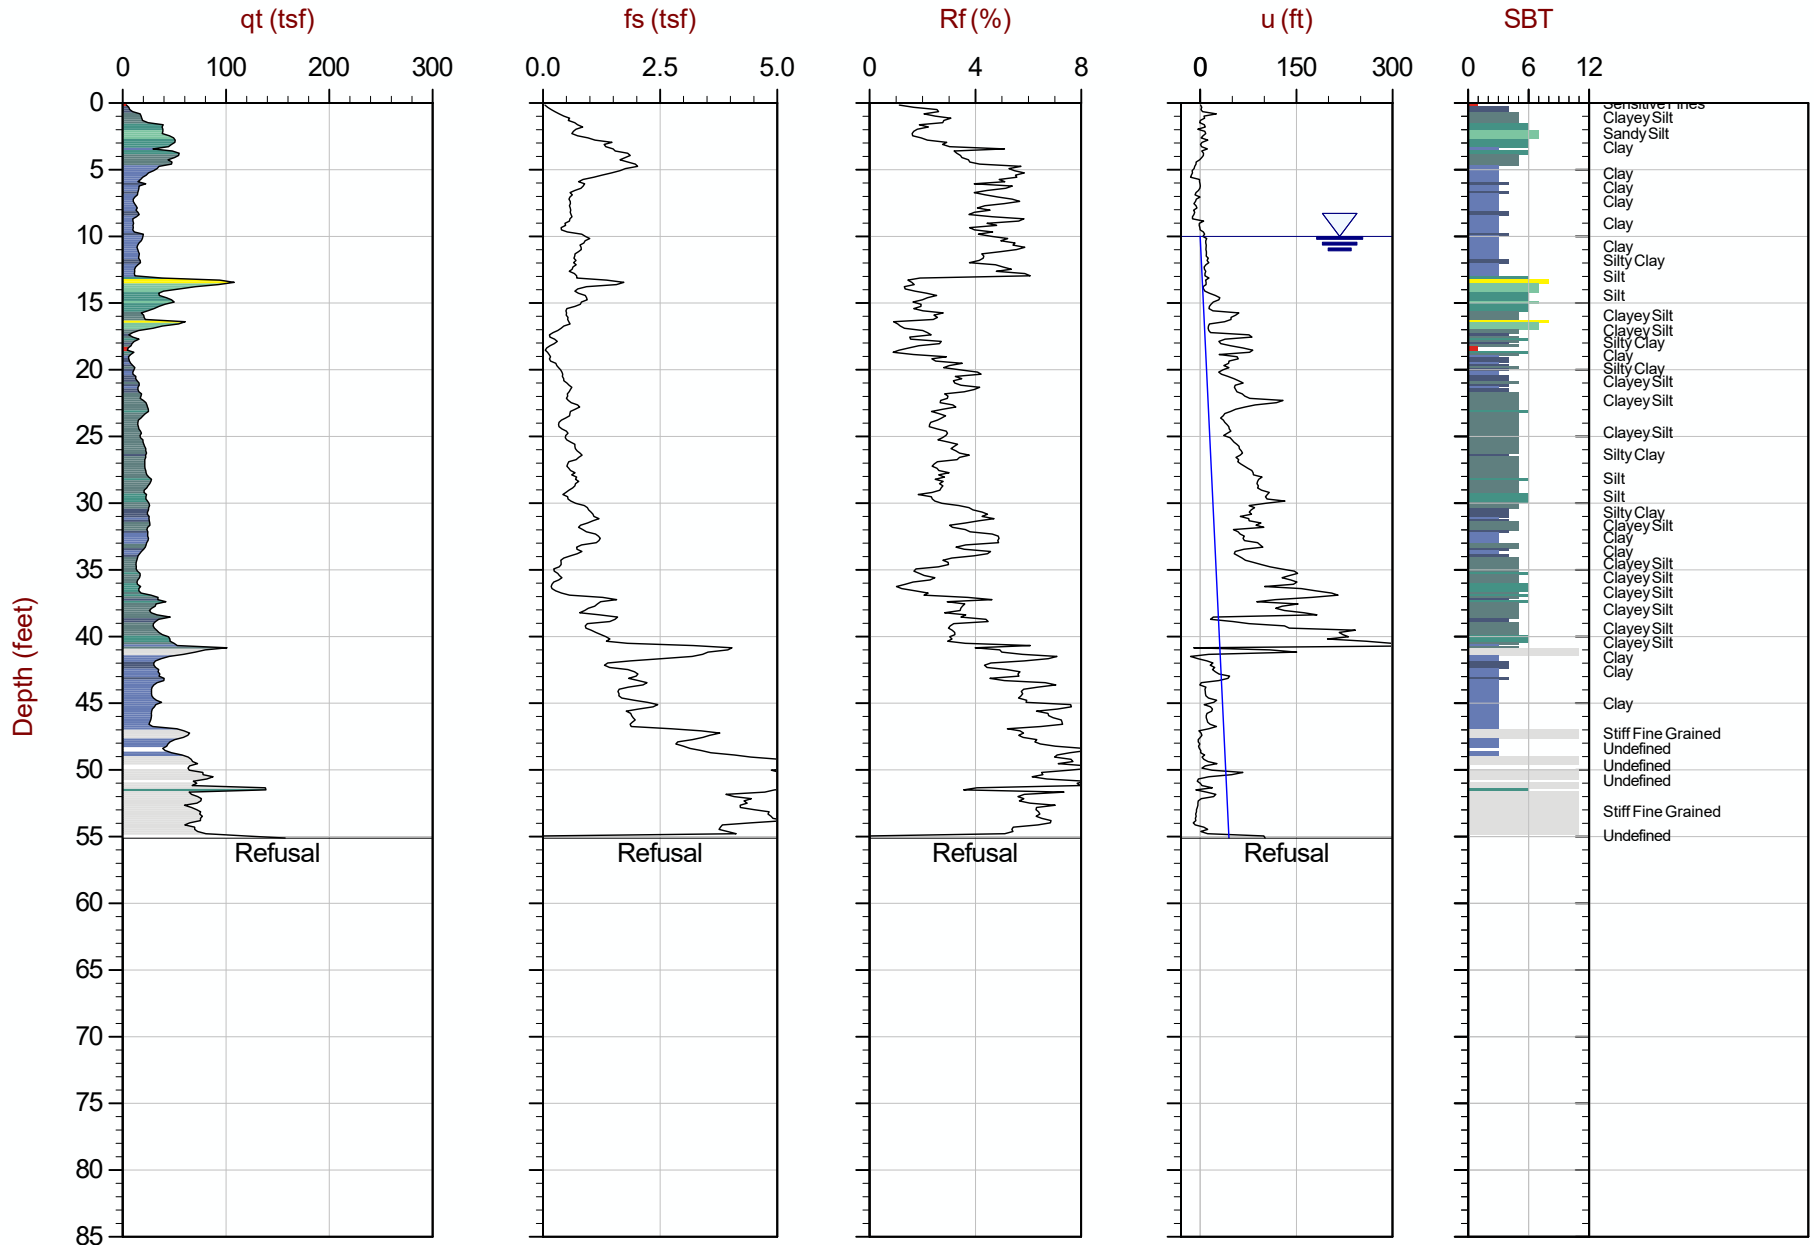 qt (tsf) fs (tsf) Rf (%) u (ft) SBT
0 100 200 300 0.0 2.5 5.0 0 4 8 0 150 300 0 6 12
Depth (feet)
0
5
10
15
20
25
30
35
40
45
50
55
60
65
70
75
80
85
Sensitive Fines
Clayey Silt
Sandy Silt
Clay
Clay
Clay
Clay
Clay
Clay
Silty Clay
Silt
Silt
Clayey Silt
Clayey Silt
Silty Clay
Clay
Silty Clay
Clayey Silt
Clayey Silt
Clayey Silt
Silty Clay
Silt
Silt
Silty Clay
Clayey Silt
Clay
Clay
Clayey Silt
Clayey Silt
Clayey Silt
Clayey Silt
Clayey Silt
Clayey Silt
Clay
Clay
Clay
Stiff Fine Grained
Undefined
Undefined
Undefined
Stiff Fine Grained
Undefined
Refusal Refusal Refusal Refusal